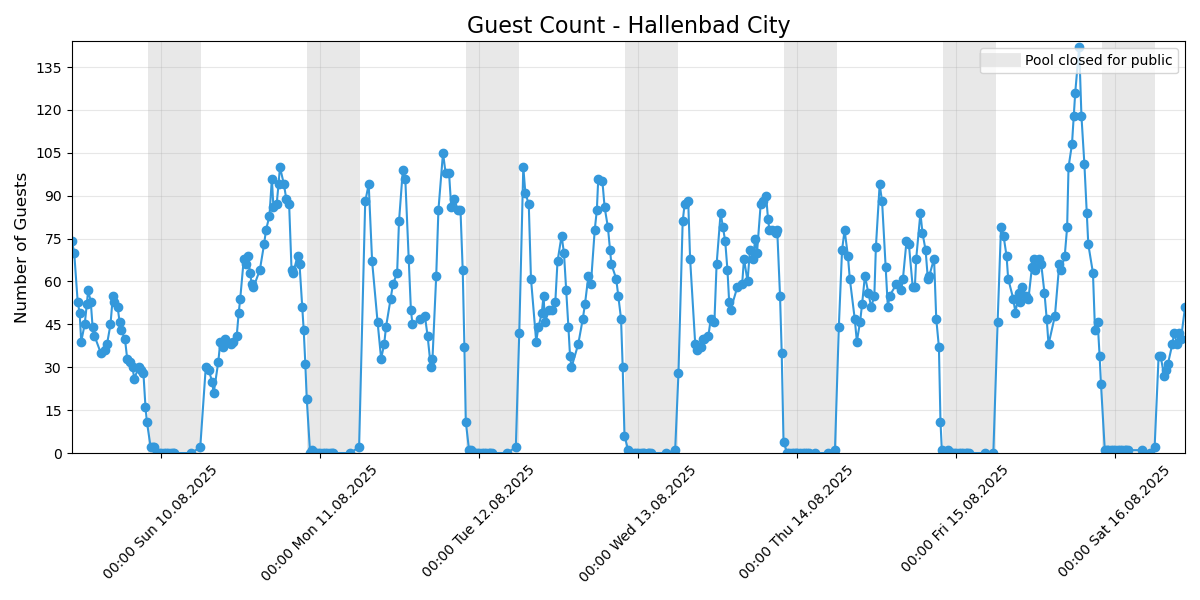 Guest Count - Hallenbad City
Pool closed for public
Number of Guests
135
120
105
90
75
60
45
30
15
0
00:00 Sun 10.08.2025
00:00 Mon 11.08.2025
00:00 Tue 12.08.2025
00:00 Wed 13.08.2025
00:00 Thu 14.08.2025
00:00 Fri 15.08.2025
00:00 Sat 16.08.2025